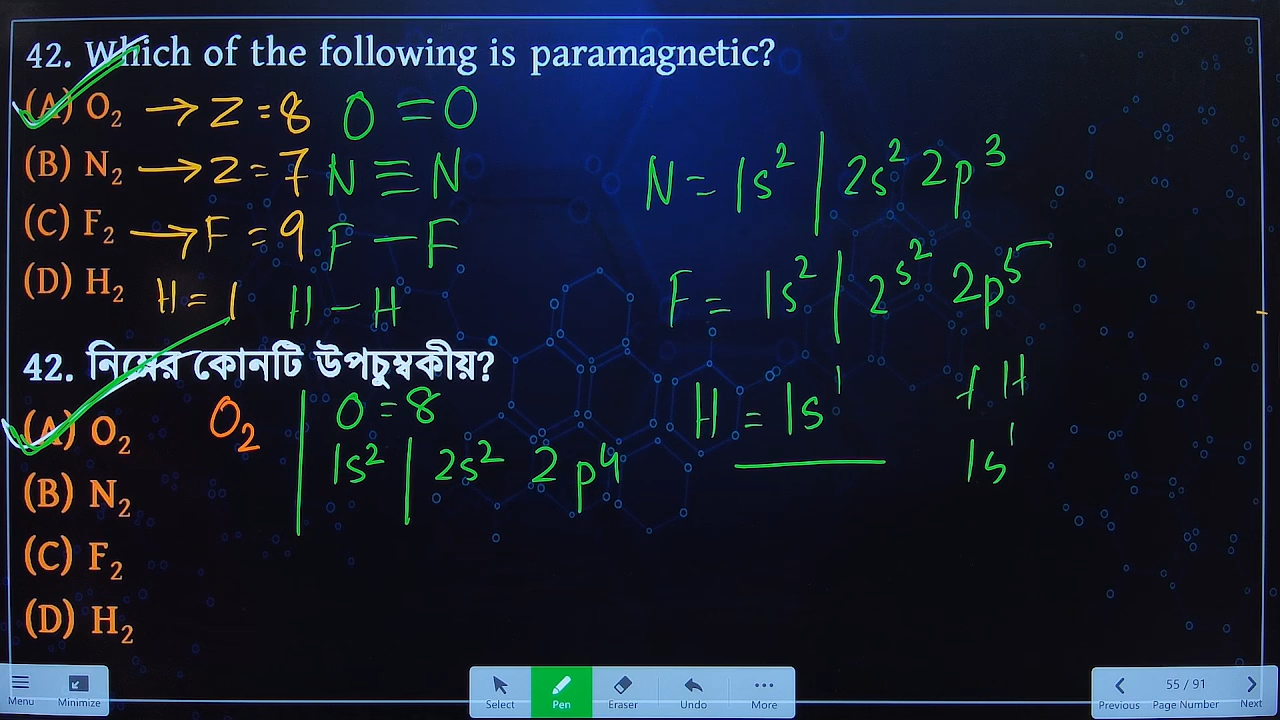 42. Which of the following is paramagnetic?
(A) O₂ → Z = 8 O = O
(B) N₂ → Z = 7 N ≡ N
(C) F₂ → F = 9 F — F
(D) H₂ H = 1 H — H
N = 1s² | 2s² 2p³
F = 1s² | 2s² 2p⁵
H = 1s¹
H
1s¹
42. নিম্নের কোনটি উপচুম্বকীয়?
(A) O₂
(B) N₂
(C) F₂
(D) H₂
O₂ | O = 8
1s² | 2s² 2p⁴
Menu
Minimize
Select
Pen
Eraser
Undo
More
Previous
55 / 91
Page Number
Next